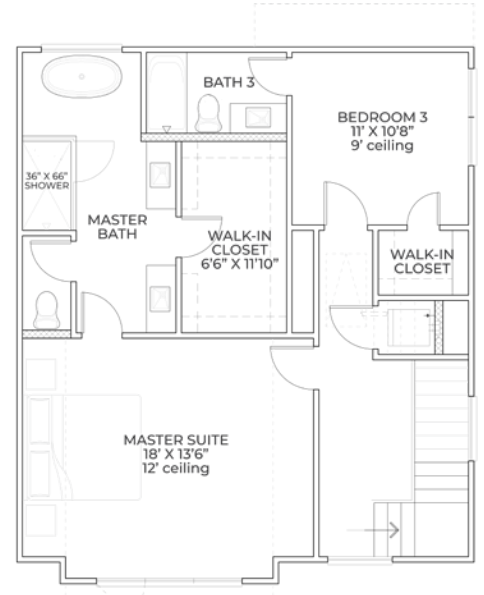 BATH 3
BEDROOM 3
11' X 10'8"
9' ceiling
36" X 66"
SHOWER
MASTER
BATH
WALK-IN
CLOSET
6'6" X 11'10"
WALK-IN
CLOSET
MASTER SUITE
18' X 13'6"
12' ceiling